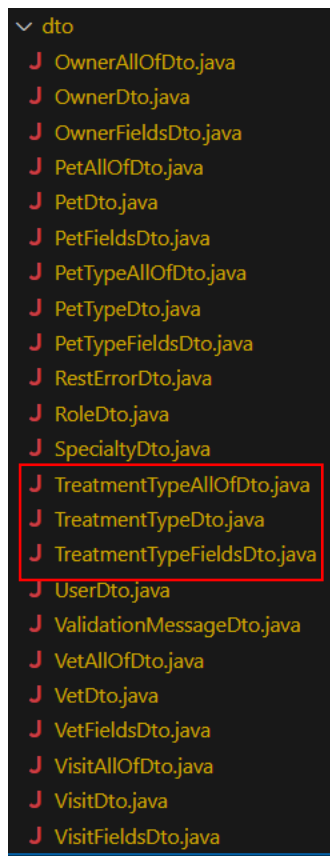 dto
J OwnerAllOfDto.java
J OwnerDto.java
J OwnerFieldsDto.java
J PetAllOfDto.java
J PetDto.java
J PetFieldsDto.java
J PetTypeAllOfDto.java
J PetTypeDto.java
J PetTypeFieldsDto.java
J RestErrorDto.java
J RoleDto.java
J SpecialtyDto.java
J TreatmentTypeAllOfDto.java
J TreatmentTypeDto.java
J TreatmentTypeFieldsDto.java
J UserDto.java
J ValidationMessageDto.java
J VetAllOfDto.java
J VetDto.java
J VetFieldsDto.java
J VisitAllOfDto.java
J VisitDto.java
J VisitFieldsDto.java